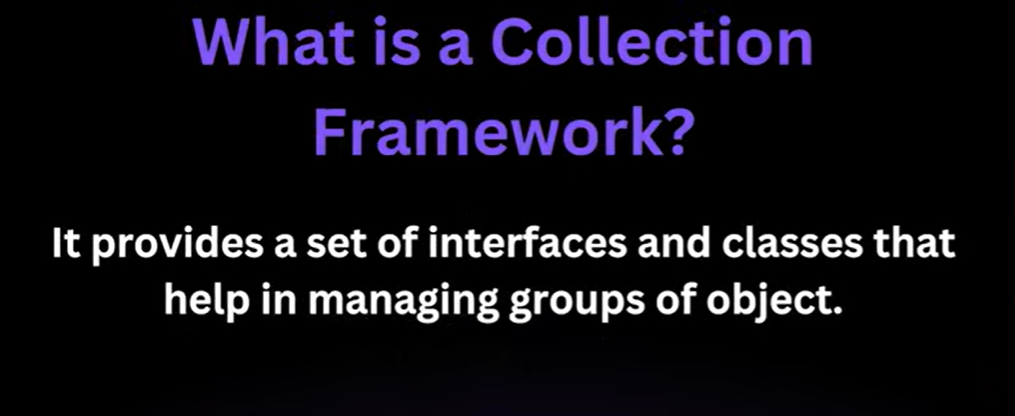 What is a Collection
Framework?
It provides a set of interfaces and classes that
help in managing groups of object.